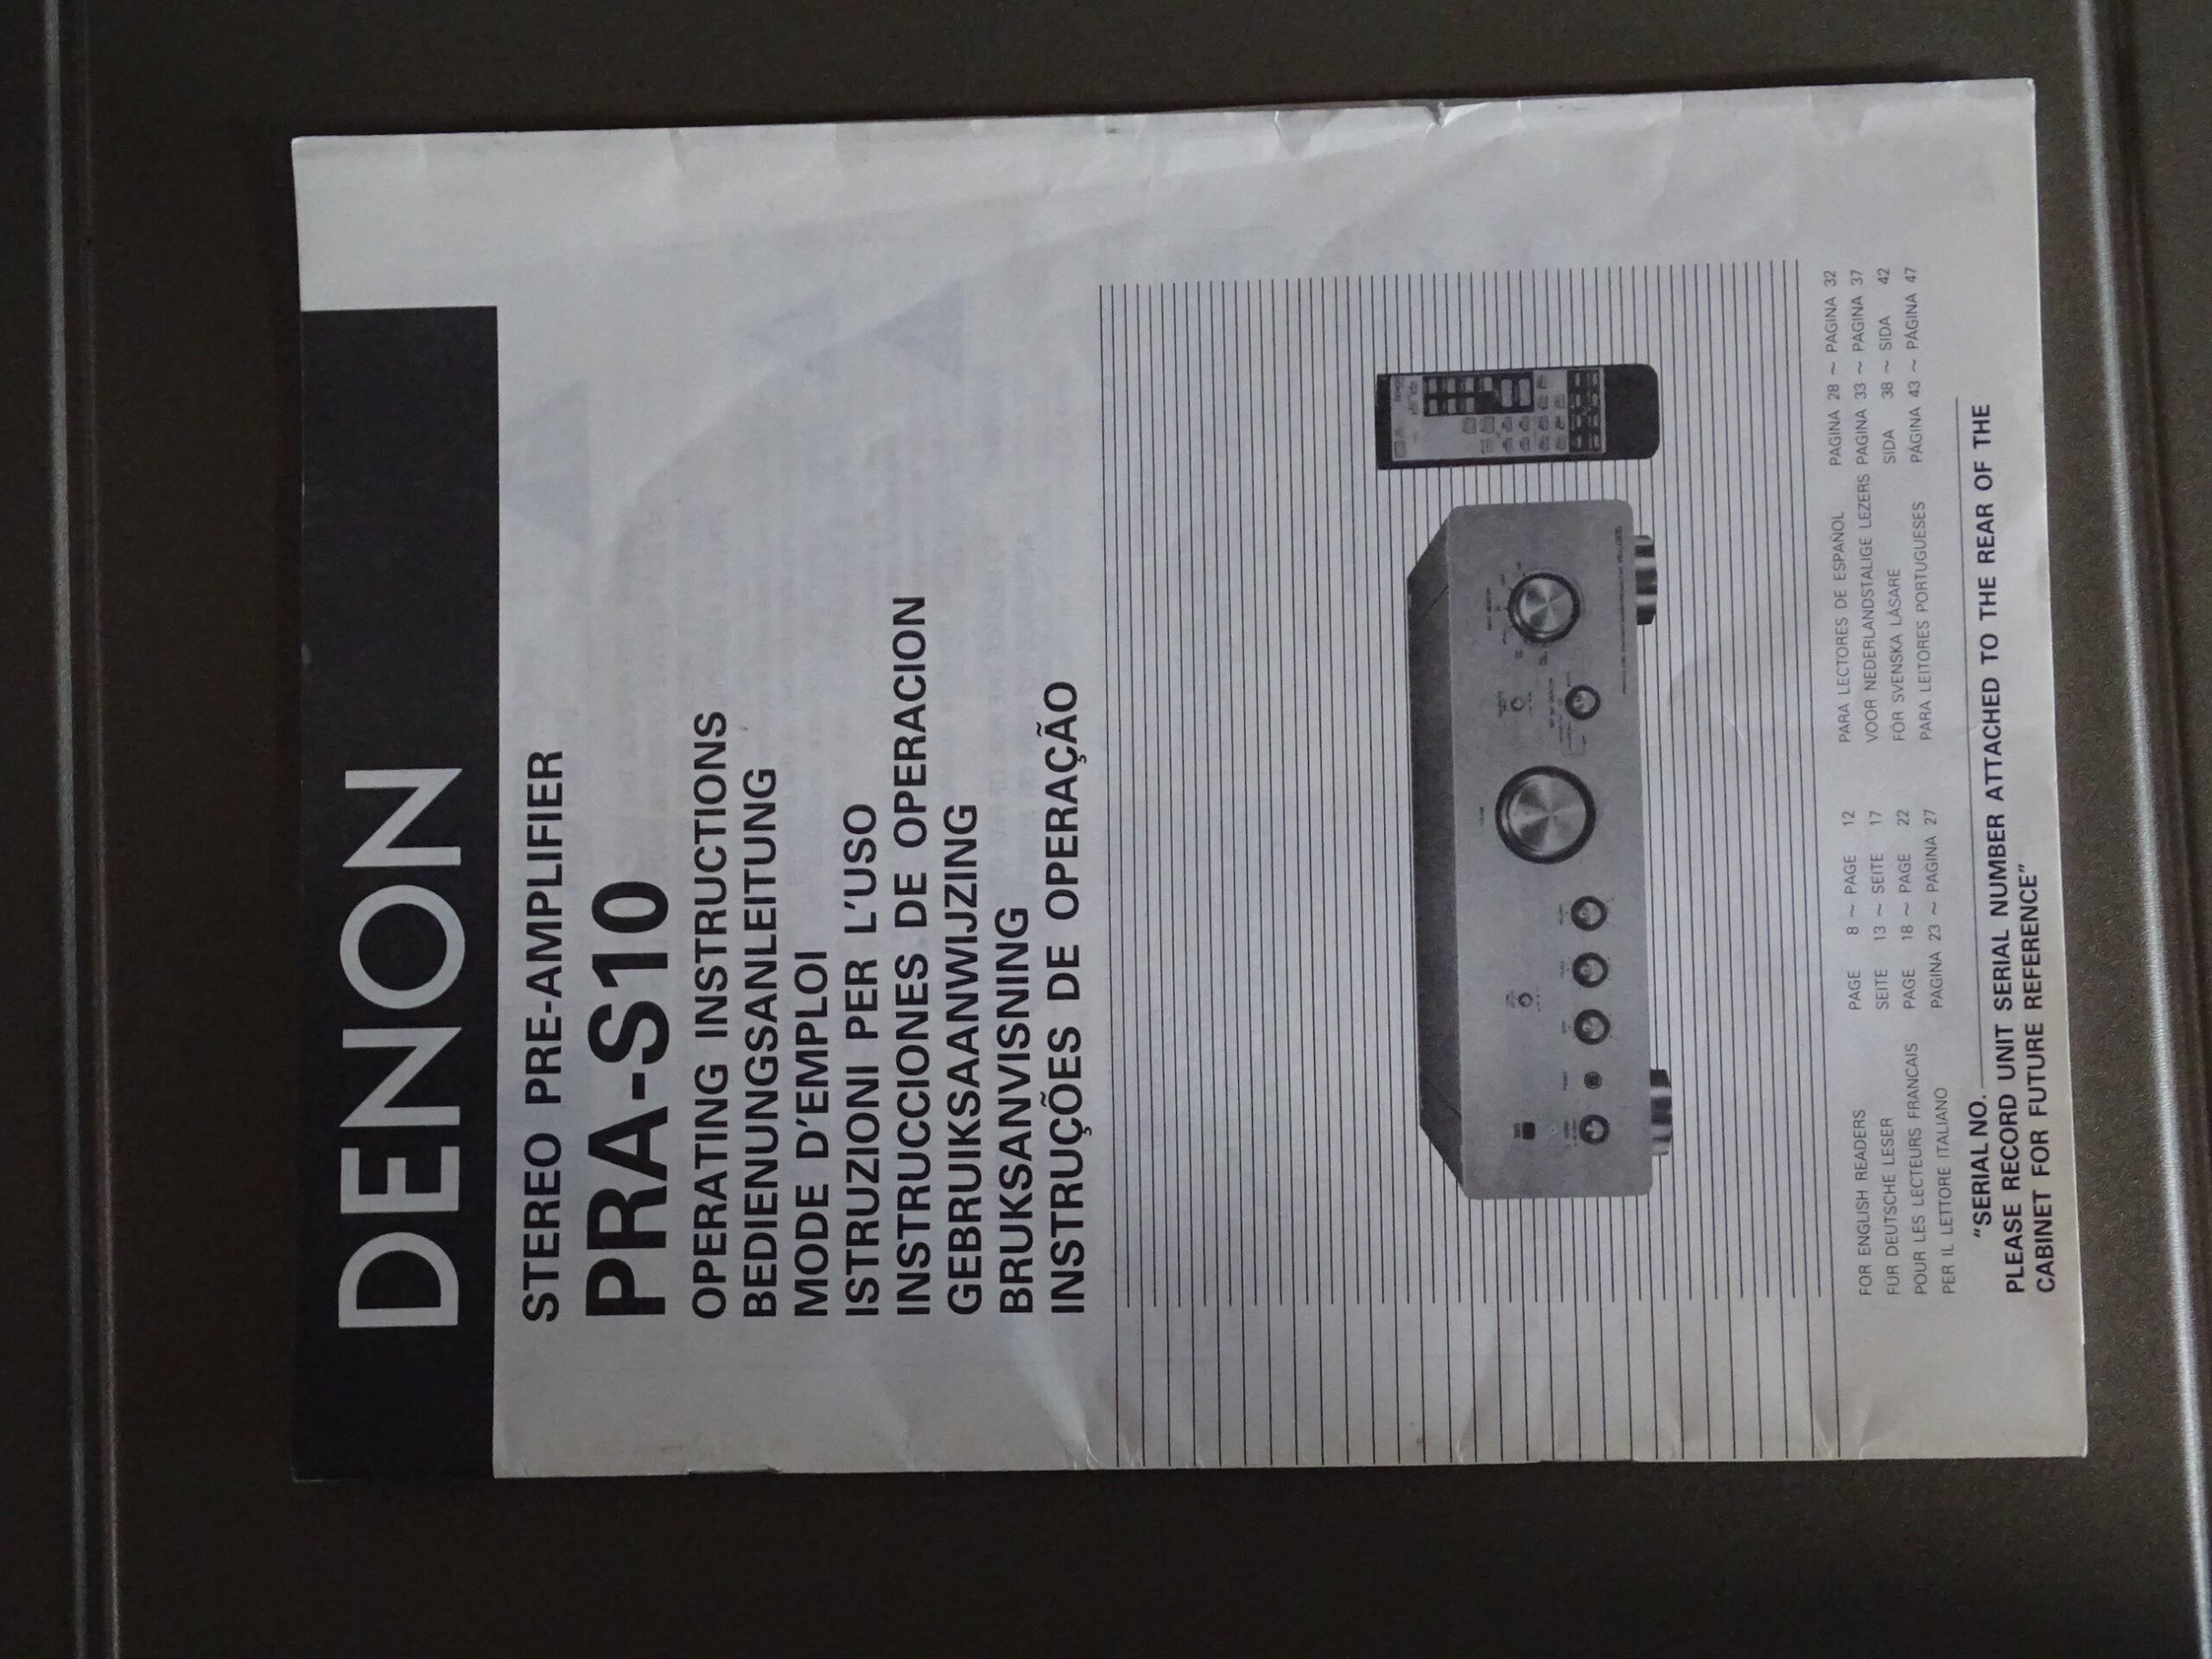 DENON
STEREO PRE-AMPLIFIER
PRA-S10
OPERATING INSTRUCTIONS
BEDIENUNGSANLEITUNG
MODE D'EMPLOI
ISTRUZIONI PER L'USO
INSTRUCCIONES DE OPERACION
GEBRUIKSAANWIJZING
BRUKSANVISNING
INSTRUÇÕES DE OPERAÇÃO
FOR ENGLISH READERS PAGE 8 ~ PAGE 12
FÜR DEUTSCHE LESER SEITE 13 ~ SEITE 17
POUR LES LECTEURS FRANCAIS PAGE 18 ~ PAGE 22
PER IL LETTORE ITALIANO PAGINA 23 ~ PAGINA 27
PARA LECTORES DE ESPAÑOL PAGINA 28 ~ PAGINA 32
VOOR NEDERLANDSTALIGE LEZERS PAGINA 33 ~ PAGINA 37
FÖR SVENSKA LÄSARE SIDA 38 ~ SIDA 42
PARA LEITORES PORTUGUESES PÁGINA 43 ~ PÁGINA 47
"SERIAL NO.
PLEASE RECORD UNIT SERIAL NUMBER ATTACHED TO THE REAR OF THE
CABINET FOR FUTURE REFERENCE"